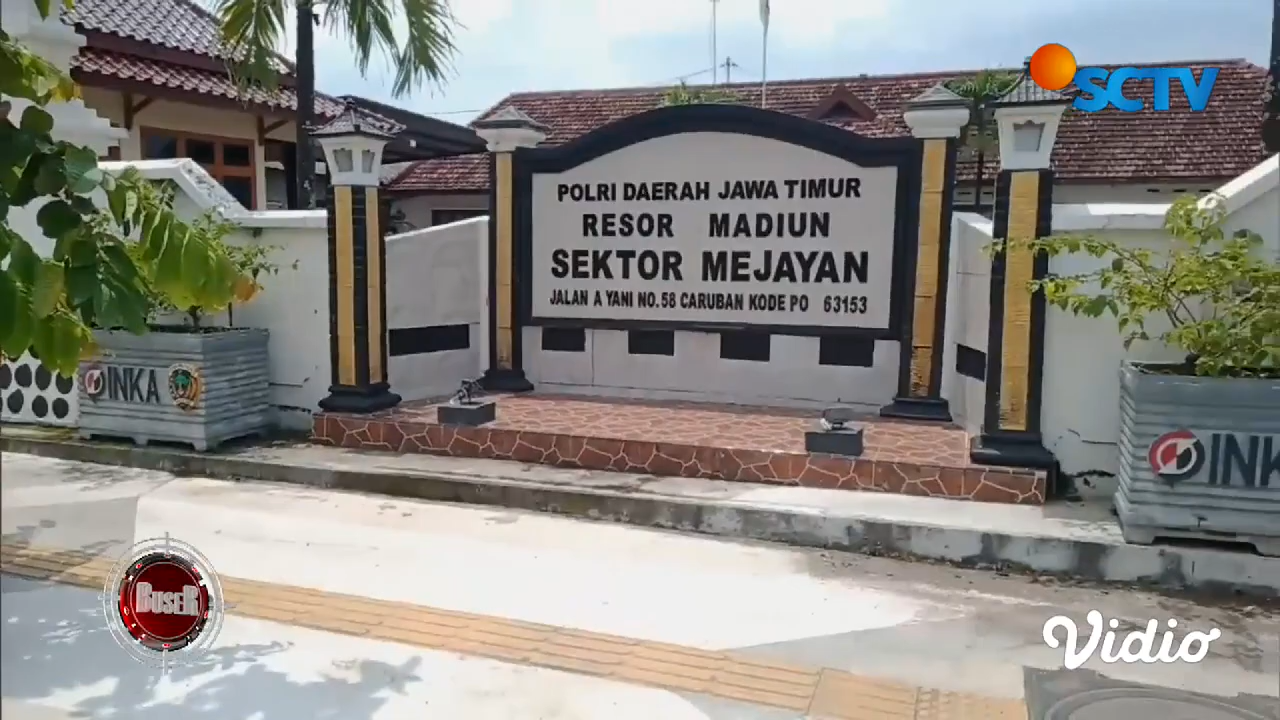 SCTV
POLRI DAERAH JAWA TIMUR
RESOR MADIUN
SEKTOR MEJAYAN
JALAN A YANI NO.58 CARUBAN KODE PO 63153
INKA
INKA
BUSER
Vidio